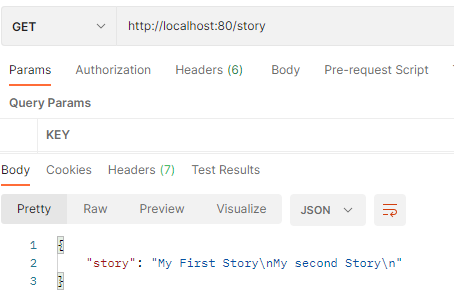 GET http://localhost:80/story
Params Authorization Headers (6) Body Pre-request Script
Query Params
KEY
Body Cookies Headers (7) Test Results
Pretty Raw Preview Visualize JSON
1 {
2 "story": "My First Story\nMy second Story\n"
3 }